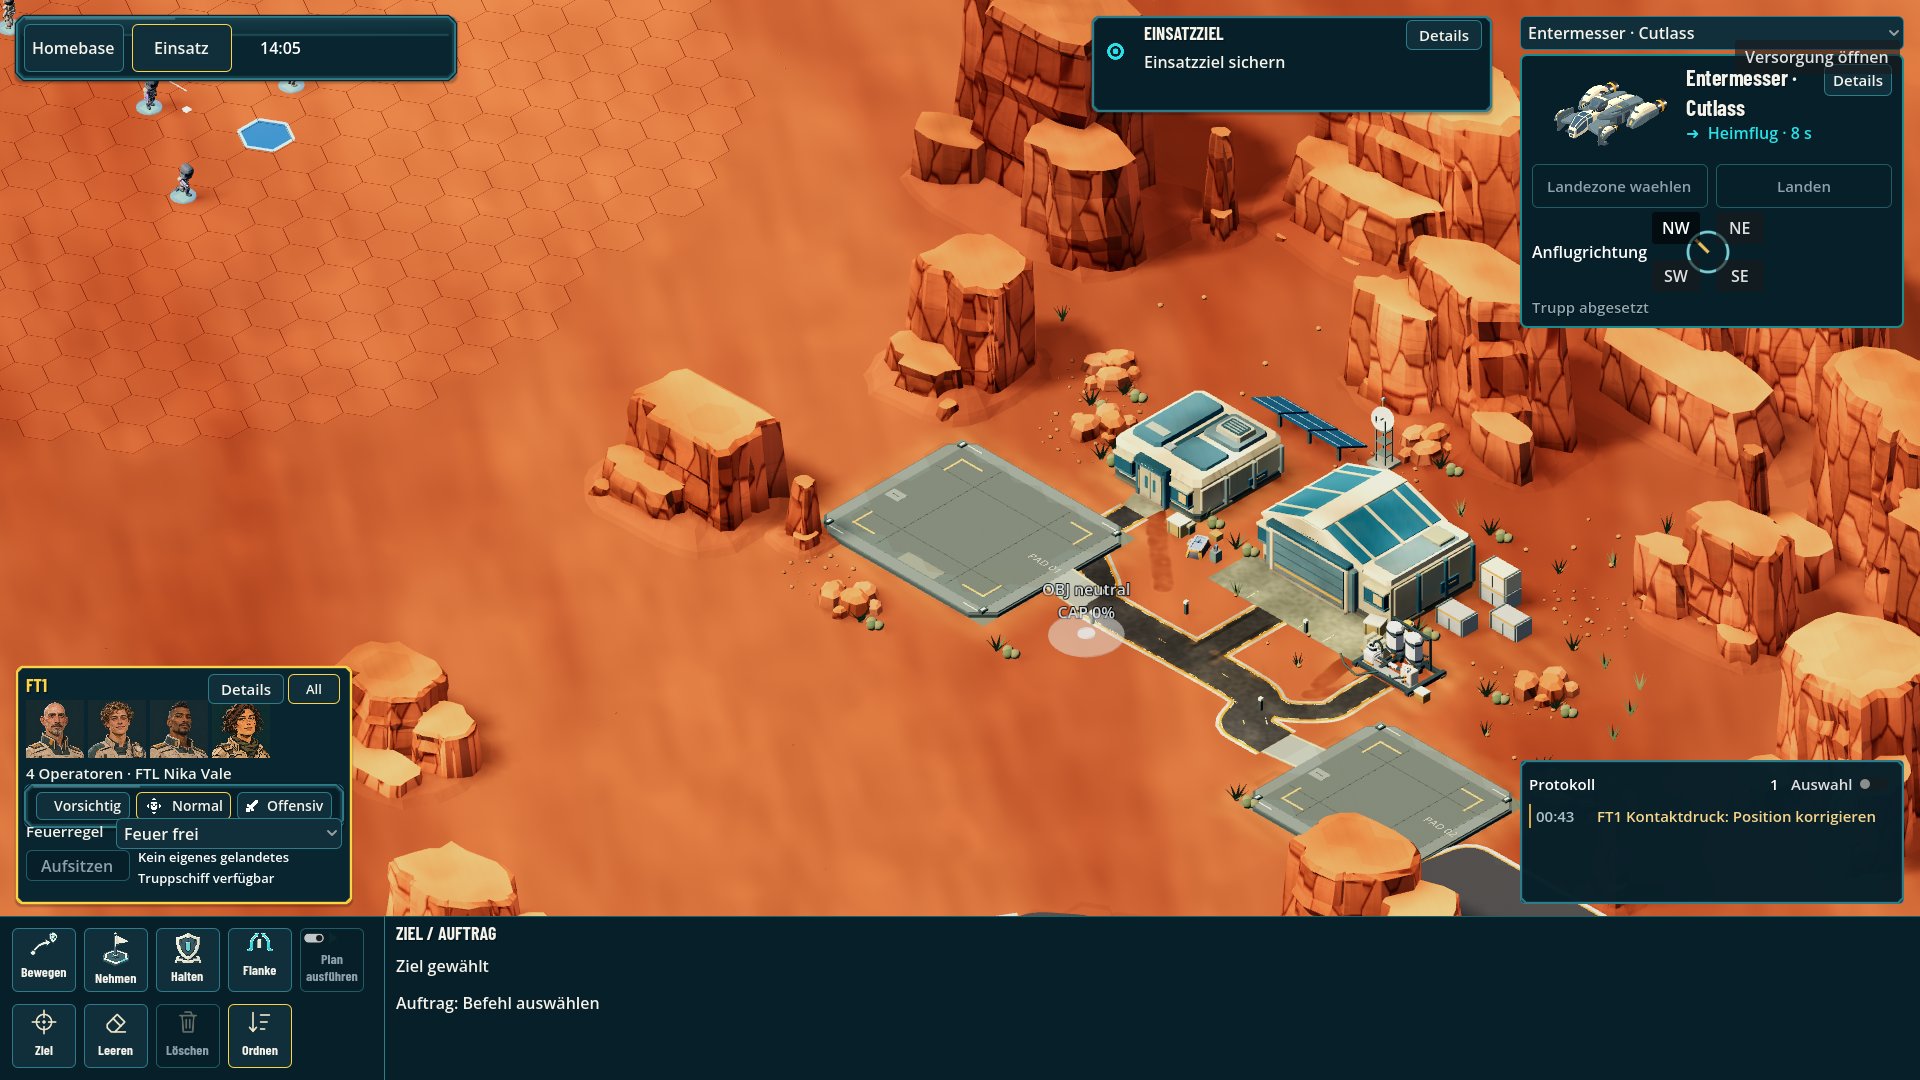 Homebase
Einsatz
14:05
EINSATZZIEL
Einsatzziel sichern
Details
Entermesser · Cutlass
Versorgung öffnen
Entermesser ·
Cutlass
Details
→ Heimflug · 8 s
Landezone waehlen
Landen
Anflugrichtung
NW
NE
SW
SE
Trupp abgesetzt
PAD 01
OBJ neutral
CAP 0%
PAD 02
FT1
Details
All
4 Operatoren · FTL Nika Vale
Vorsichtig
Normal
Offensiv
Feuerregel
Feuer frei
Aufsitzen
Kein eigenes gelandetes
Truppschiff verfügbar
Protokoll
1
Auswahl
00:43
FT1 Kontaktdruck: Position korrigieren
Bewegen
Nehmen
Halten
Flanke
Plan
ausführen
Ziel
Leeren
Löschen
Ordnen
ZIEL / AUFTRAG
Ziel gewählt
Auftrag: Befehl auswählen